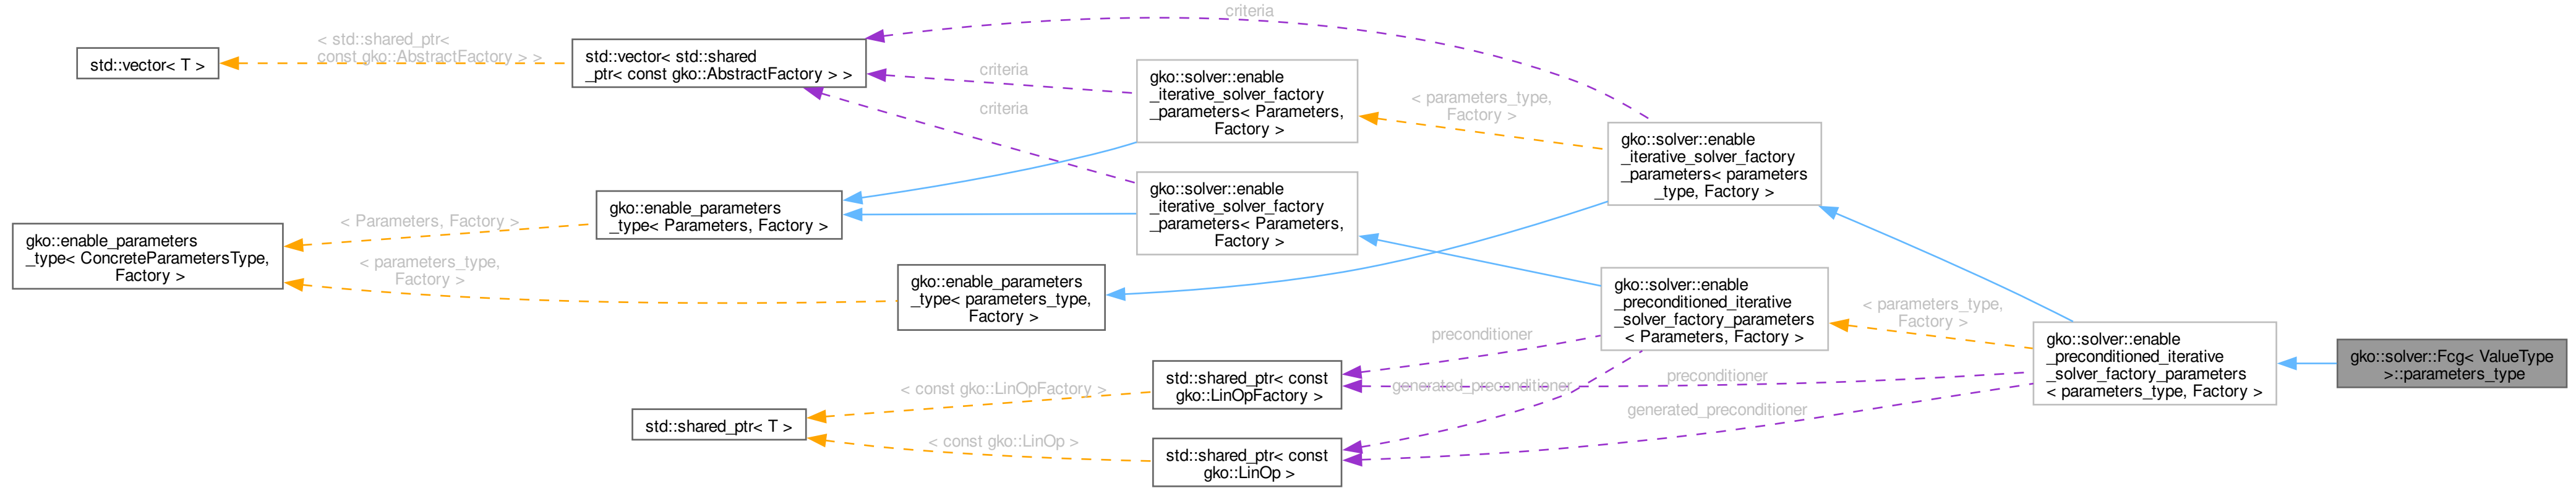 std::vector< T >
< std::shared_ptr<
const gko::AbstractFactory > >
std::vector< std::shared
_ptr< const gko::AbstractFactory > >
criteria
criteria
criteria
gko::solver::enable
_iterative_solver_factory
_parameters< Parameters,
Factory >
< parameters_type,
Factory >
gko::solver::enable
_iterative_solver_factory
_parameters< parameters
_type, Factory >
gko::solver::enable
_iterative_solver_factory
_parameters< Parameters,
Factory >
gko::enable_parameters
_type< ConcreteParametersType,
Factory >
< Parameters, Factory >
< parameters_type,
Factory >
gko::enable_parameters
_type< Parameters, Factory >
gko::enable_parameters
_type< parameters_type,
Factory >
gko::solver::enable
_preconditioned_iterative
_solver_factory_parameters
< Parameters, Factory >
< parameters_type,
Factory >
gko::solver::enable
_preconditioned_iterative
_solver_factory_parameters
< parameters_type, Factory >
gko::solver::Fcg< ValueType
>::parameters_type
preconditioner
preconditioner
generated_preconditioner
generated_preconditioner
std::shared_ptr< const
gko::LinOpFactory >
< const gko::LinOpFactory >
std::shared_ptr< T >
< const gko::LinOp >
std::shared_ptr< const
gko::LinOp >